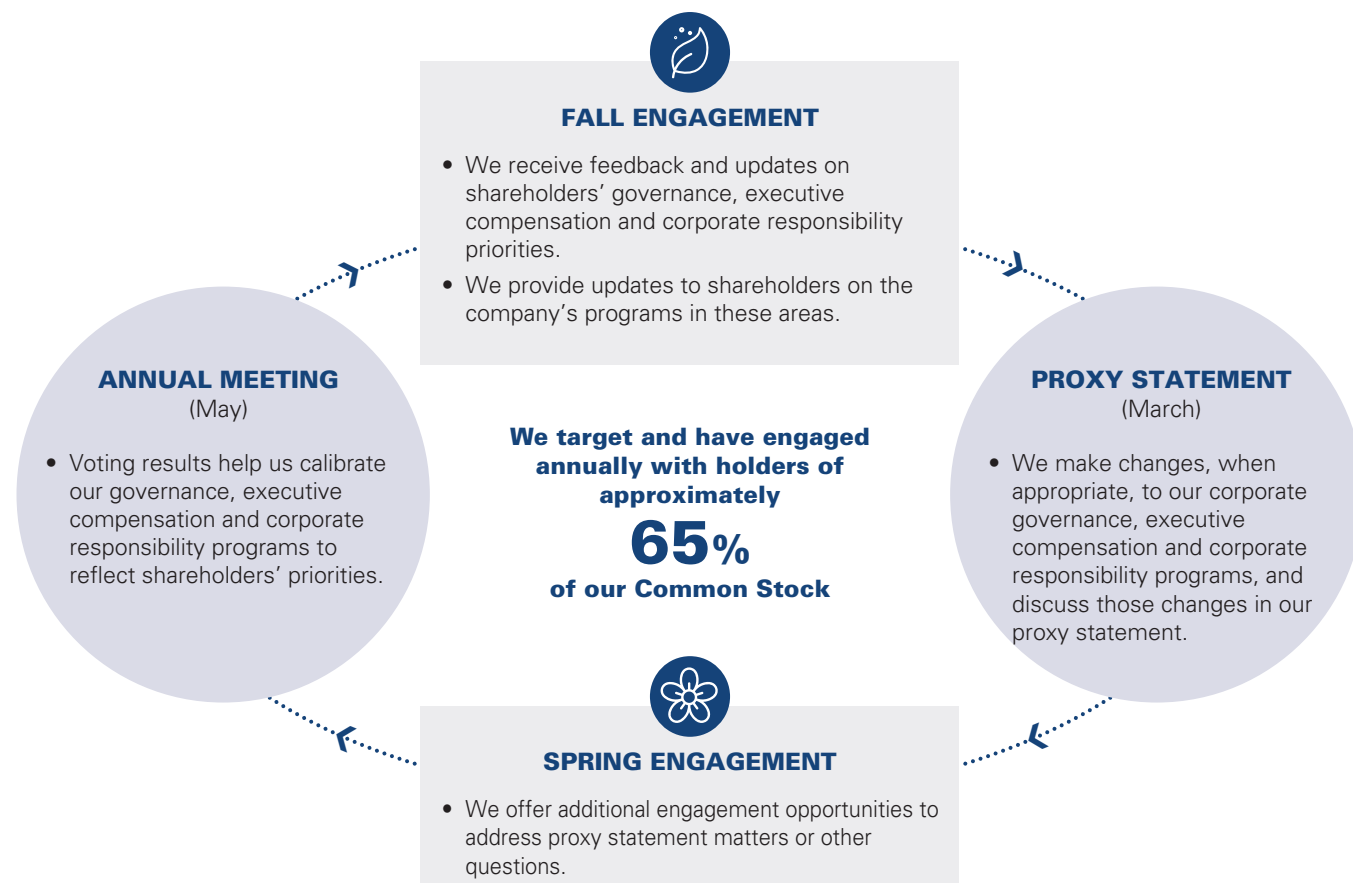 FALL ENGAGEMENT
• We receive feedback and updates on
shareholders’ governance, executive
compensation and corporate responsibility
priorities.
• We provide updates to shareholders on the
company’s programs in these areas.
ANNUAL MEETING
(May)
• Voting results help us calibrate
our governance, executive
compensation and corporate
responsibility programs to
reflect shareholders’ priorities.
We target and have engaged
annually with holders of
approximately
65%
of our Common Stock
PROXY STATEMENT
(March)
• We make changes, when
appropriate, to our corporate
governance, executive
compensation and corporate
responsibility programs, and
discuss those changes in our
proxy statement.
SPRING ENGAGEMENT
• We offer additional engagement opportunities to
address proxy statement matters or other
questions.